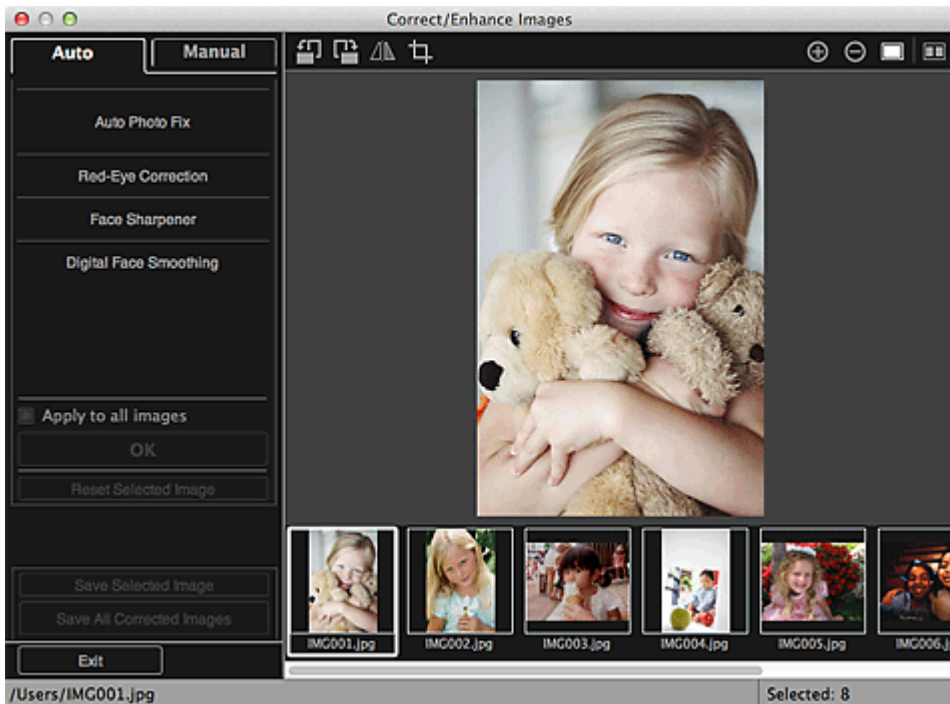 Correct/Enhance Images
Auto
Manual
Auto Photo Fix
Red-Eye Correction
Face Sharpener
Digital Face Smoothing
Apply to all images
OK
Reset Selected Image
Save Selected Image
Save All Corrected Images
Exit
IMG001.jpg
IMG002.jpg
IMG003.jpg
IMG004.jpg
IMG005.jpg
IMG006.j
/Users/IMG001.jpg
Selected: 8